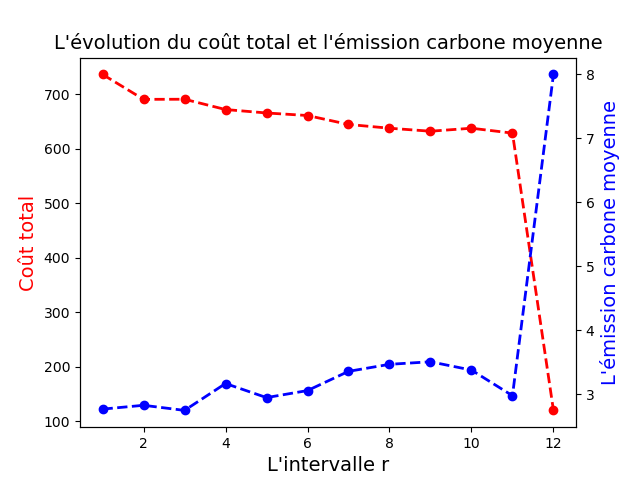 L'évolution du coût total et l'émission carbone moyenne
Coût total
700
600
500
400
300
200
100
8
7
6
5
4
3
L'émission carbone moyenne
2 4 6 8 10 12
L'intervalle r